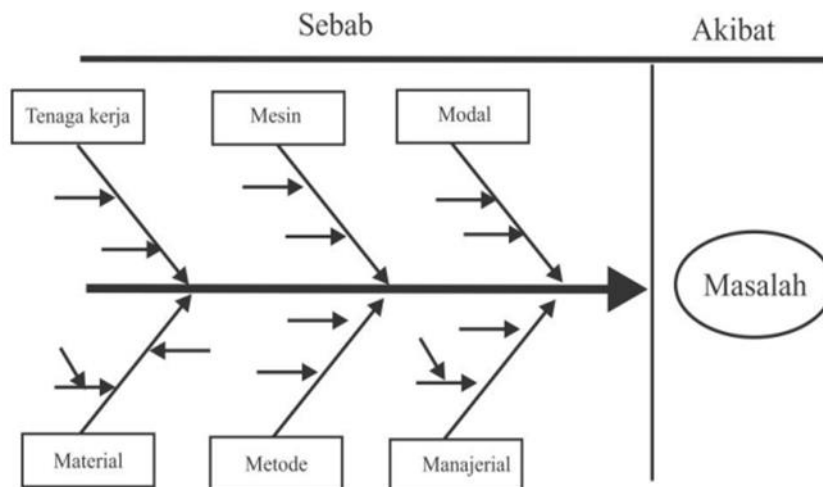 Sebab
Akibat
Tenaga kerja
Mesin
Modal
Masalah
Material
Metode
Manajerial